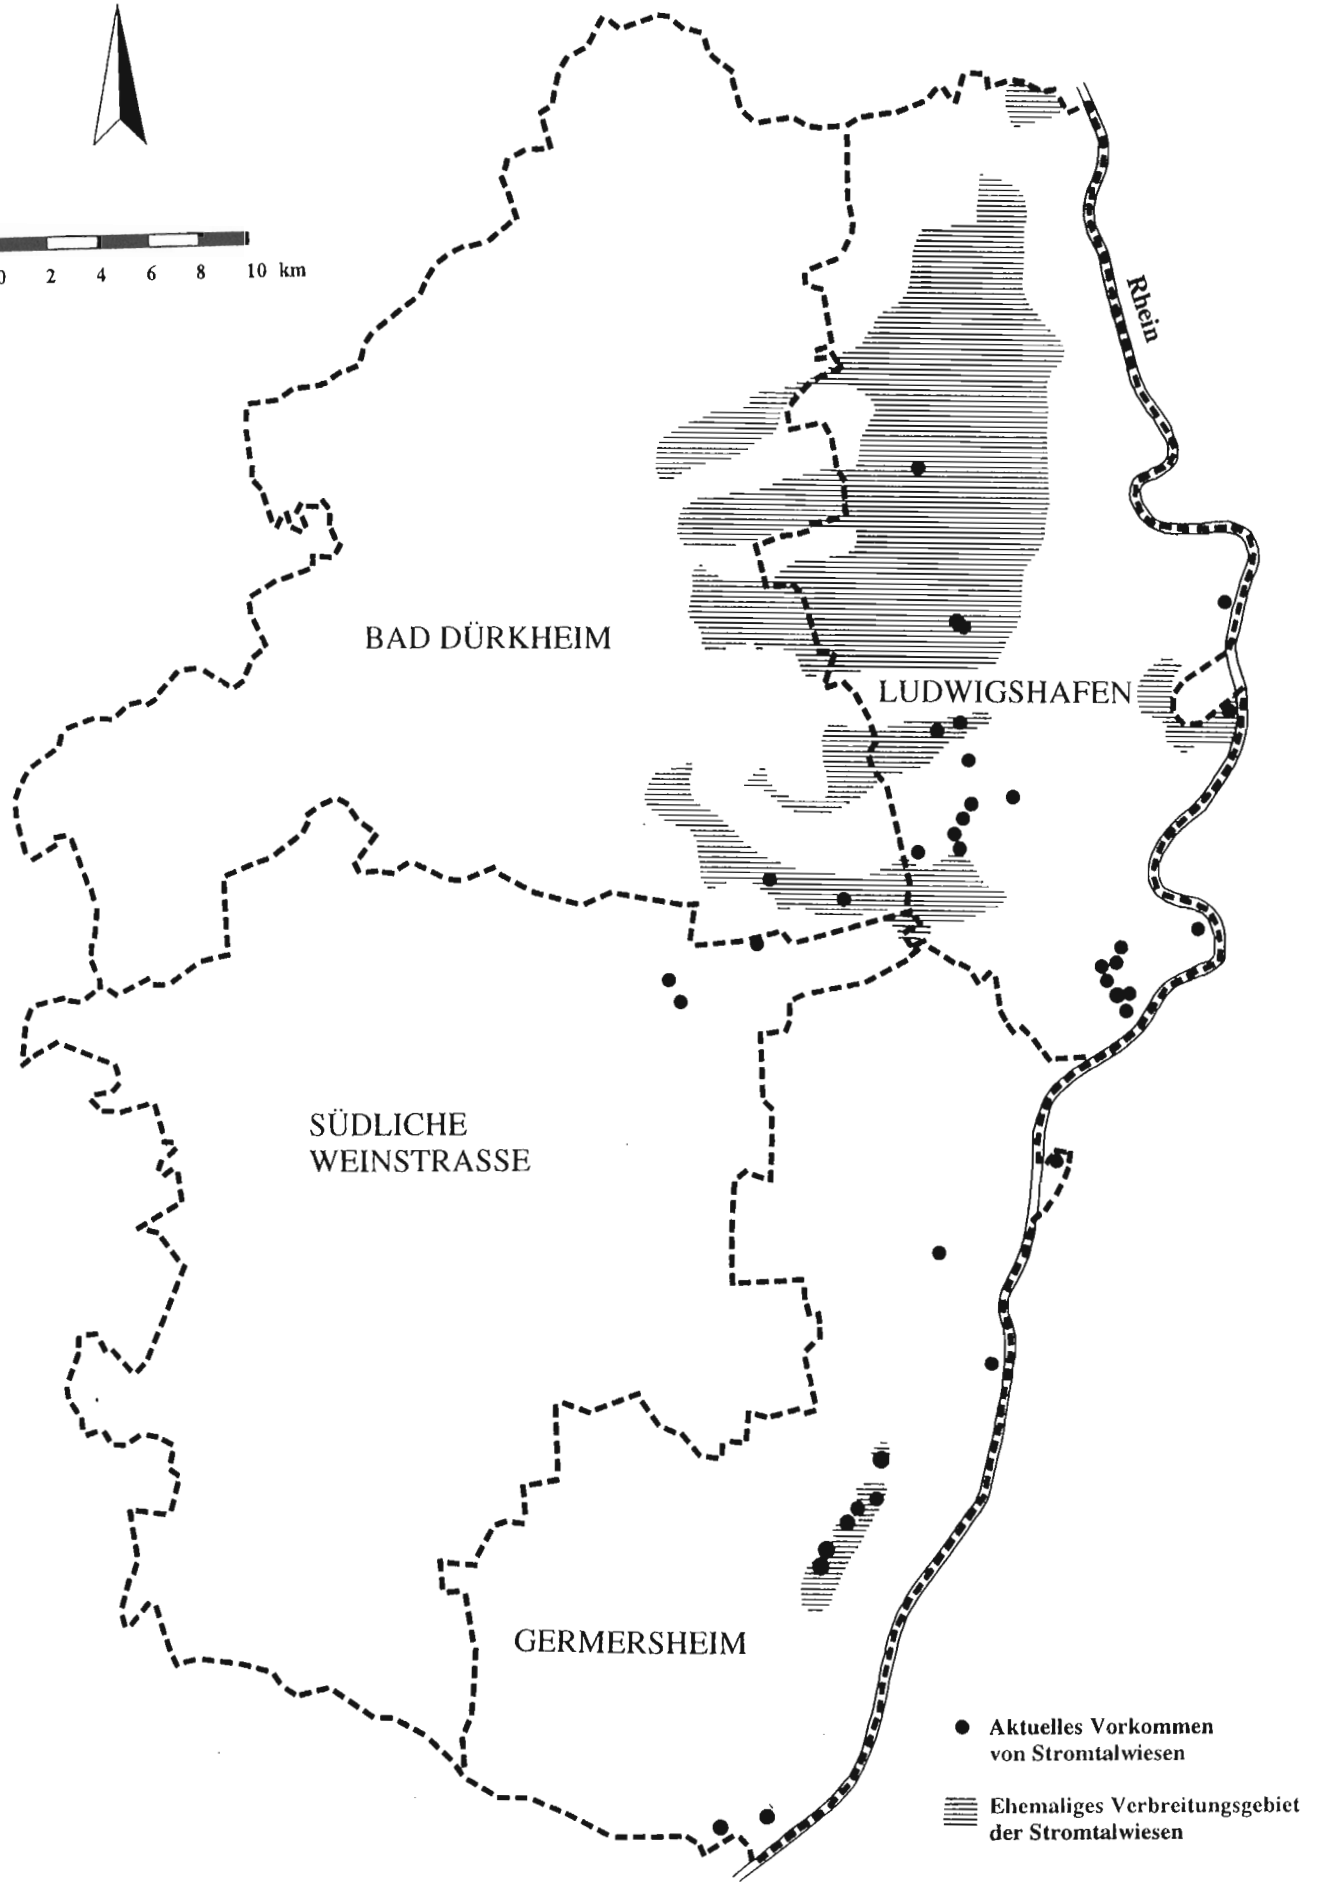 0 2 4 6 8 10 km
Rhein
BAD DÜRKHEIM
LUDWIGSHAFEN
SÜDLICHE
WEINSTRASSE
GERMERSHEIM
Aktuelles Vorkommen
von Stromtalwiesen
Ehemaliges Verbreitungsgebiet
der Stromtalwiesen